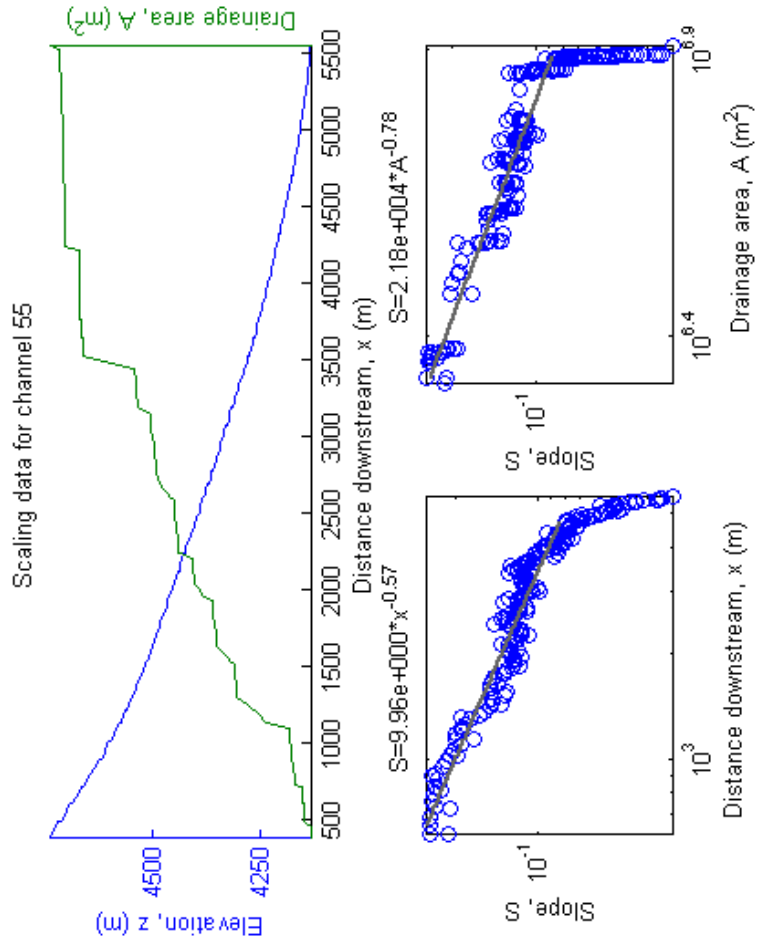 Scaling data for channel 55
Elevation, z (m)
4500
4250
Drainage area, A (m²)
500 1000 1500 2000 2500 3000 3500 4000 4500 5000 5500
Distance downstream, x (m)
S=9.96e+000*x^-0.57
Slope, S
10^-1
10^3
Distance downstream, x (m)
S=2.18e+004*A^-0.78
Slope, S
10^-1
10^6.4 10^6.9
Drainage area, A (m²)